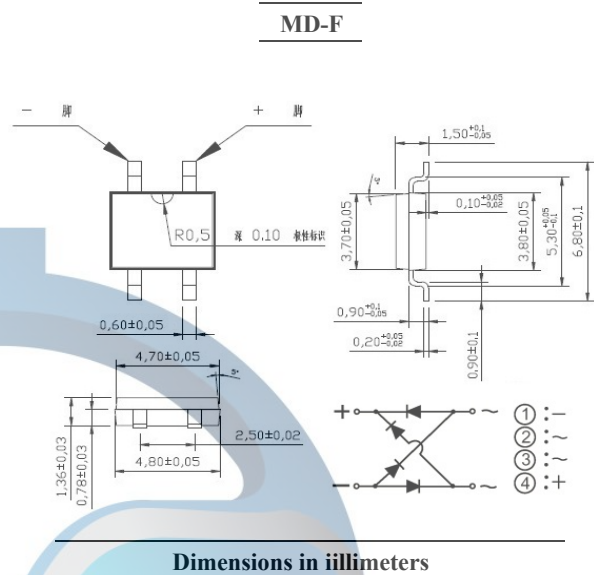 MD-F
− 脚
+ 脚
1,50+0.1-0.05
R0,5 深 0.10 极性标识
3,70±0,05
0,10+0.05-0.02
3,80±0,05
5,30+0.05-0.1
6,80±0,1
0,60±0,05
0,90+0.1-0.05
0,20+0.05-0.02
0,90±0,1
4,70±0,05
2,50±0,02
4,80±0,05
1,36±0,03
0,78±0,03
+ ~ ① : −
② : ~
③ : ~
− ~ ④ : +
Dimensions in iillimeters